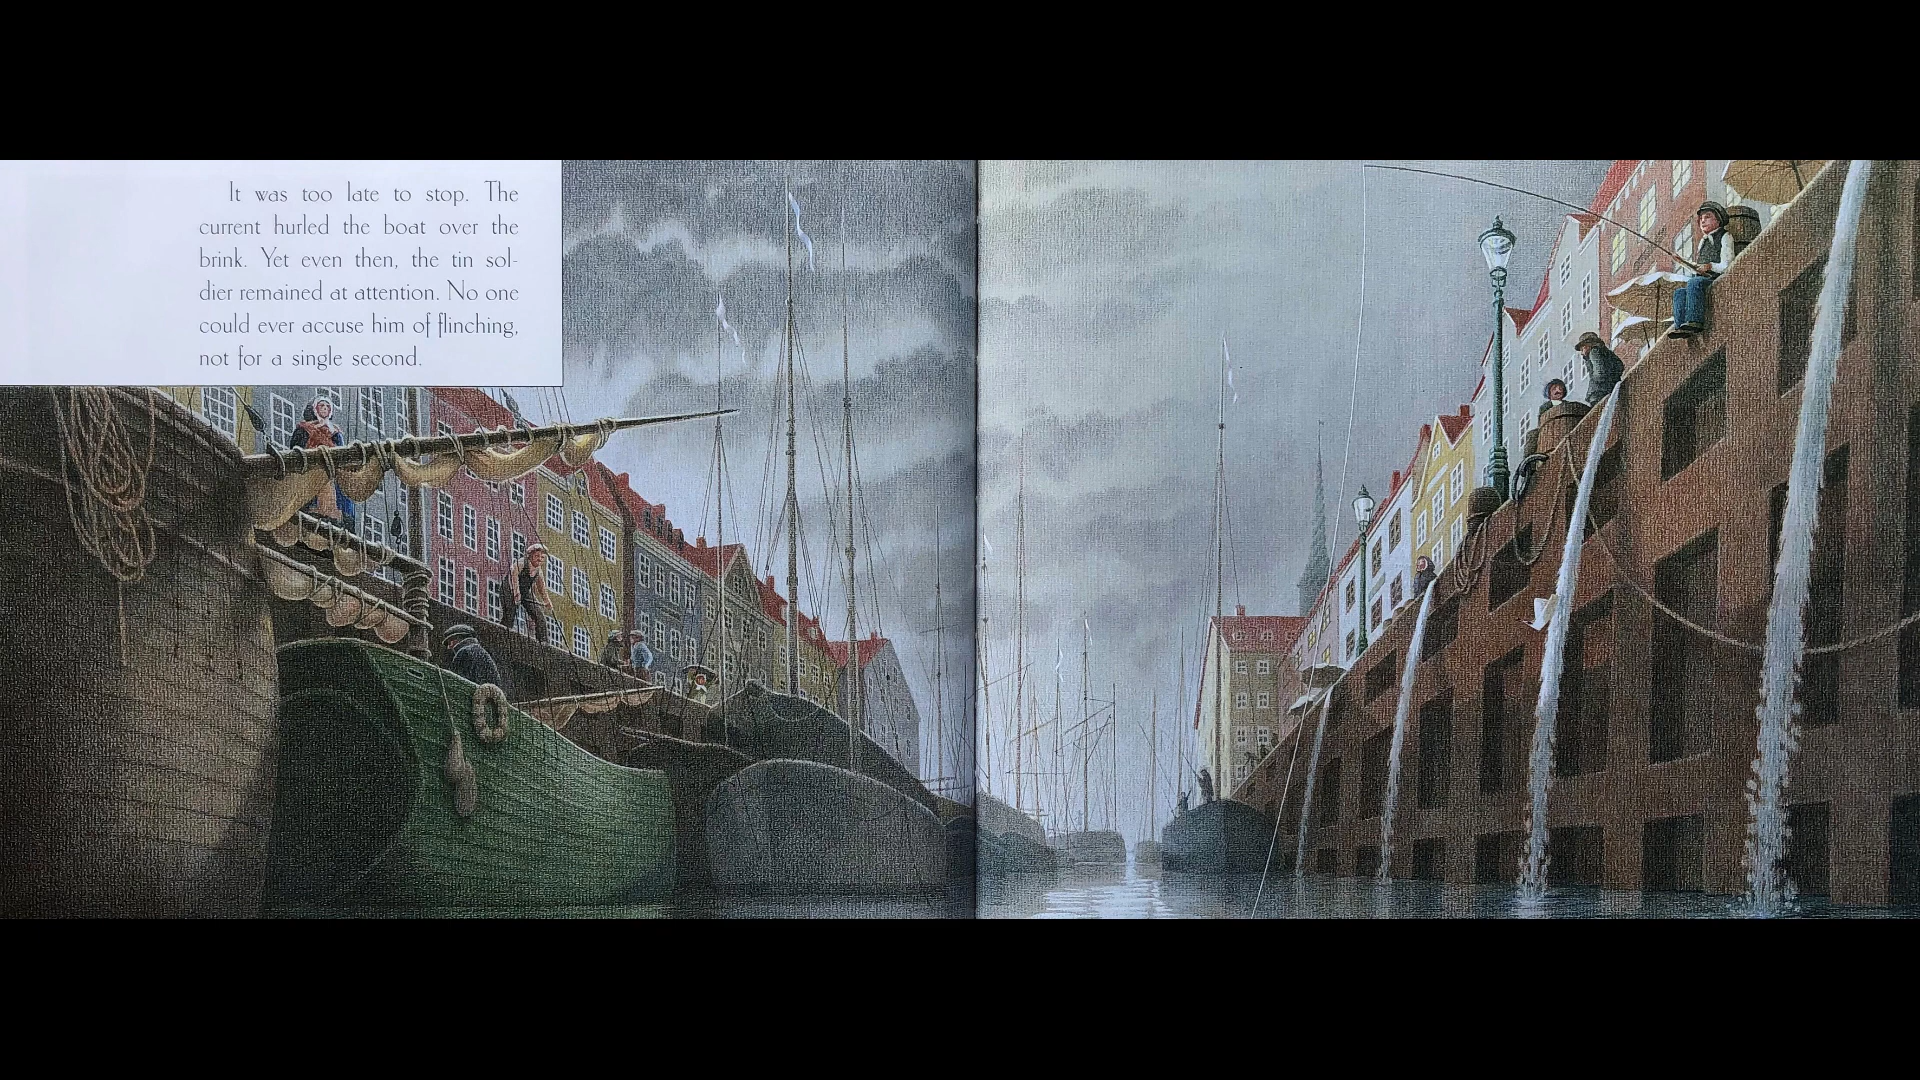 It was too late to stop. The
current hurled the boat over the
brink. Yet even then, the tin sol-
dier remained at attention. No one
could ever accuse him of flinching,
not for a single second.